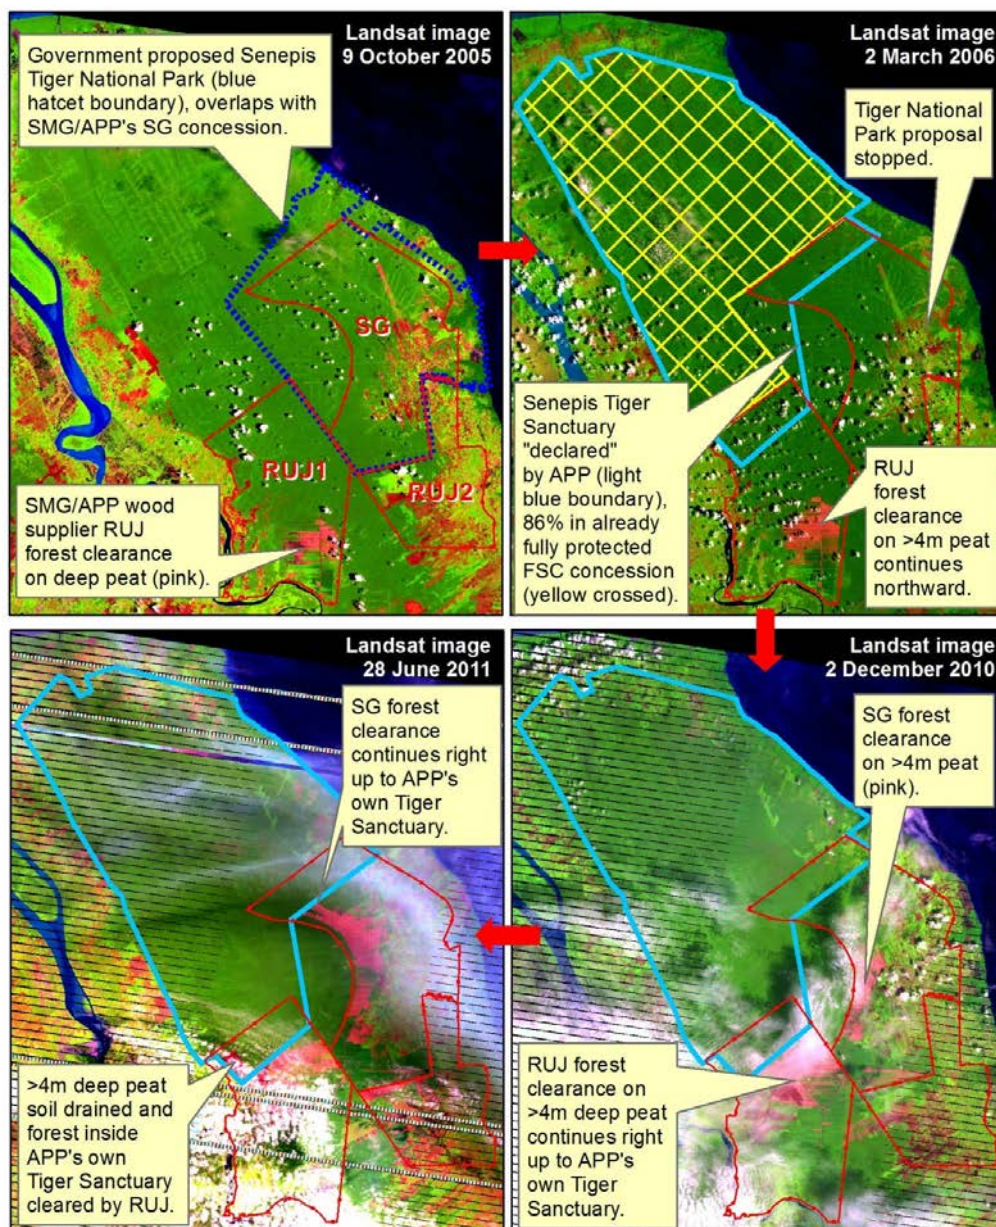 Landsat image
9 October 2005
Government proposed Senepis
Tiger National Park (blue
hatcet boundary), overlaps with
SMG/APP's SG concession.
SG
RUJ1
RUJ2
SMG/APP wood
supplier RUJ
forest clearance
on deep peat (pink).
Landsat image
2 March 2006
Tiger National
Park proposal
stopped.
Senepis Tiger
Sanctuary
"declared"
by APP (light
blue boundary),
86% in already
fully protected
FSC concession
(yellow crossed).
RUJ
forest
clearance
on >4m peat
continues
northward.
Landsat image
28 June 2011
SG forest
clearance
continues right
up to APP's
own Tiger
Sanctuary.
>4m deep peat
soil drained and
forest inside
APP's own
Tiger Sanctuary
cleared by RUJ.
Landsat image
2 December 2010
SG forest
clearance
on >4m peat
(pink).
RUJ forest
clearance on
>4m deep peat
continues right
up to APP's
own Tiger
Sanctuary.